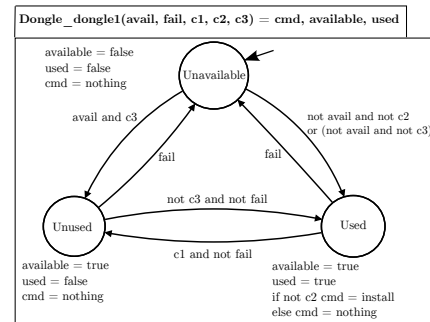 Dongle_dongle1(avail, fail, c1, c2, c3) = cmd, available, used
available = false
used = false
cmd = nothing
Unavailable
avail and c3
not avail and not c2
or (not avail and not c3)
fail
fail
not c3 and not fail
Unused
Used
c1 and not fail
available = true
used = false
cmd = nothing
available = true
used = true
if not c2 cmd = install
else cmd = nothing